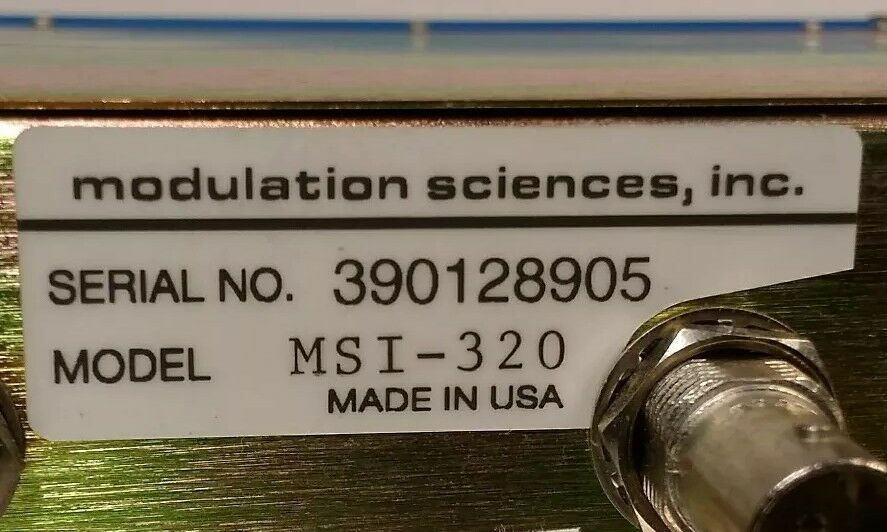 modulation sciences, inc.
SERIAL NO. 390128905
MODEL MSI-320
MADE IN USA